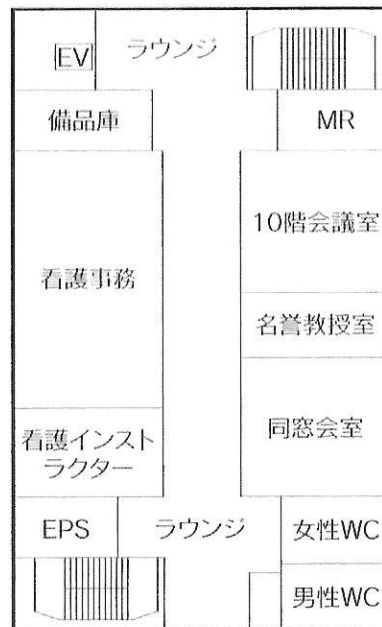 EV
ラウンジ
備品庫
MR
看護事務
10階会議室
名誉教授室
看護インスト
ラクター
同窓会室
EPS
ラウンジ
女性WC
男性WC